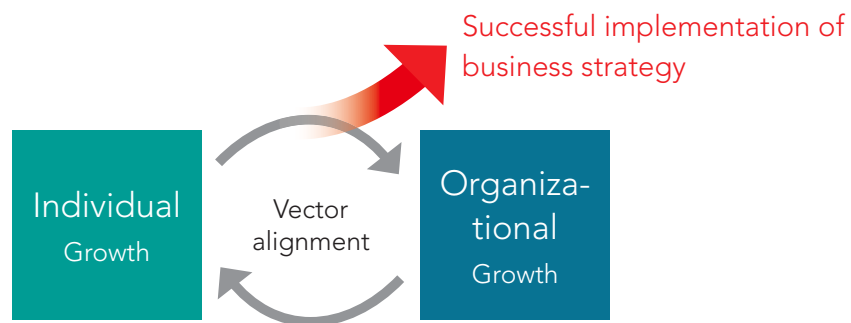 Successful implementation of
business strategy
Individual
Growth
Vector
alignment
Organiza-
tional
Growth